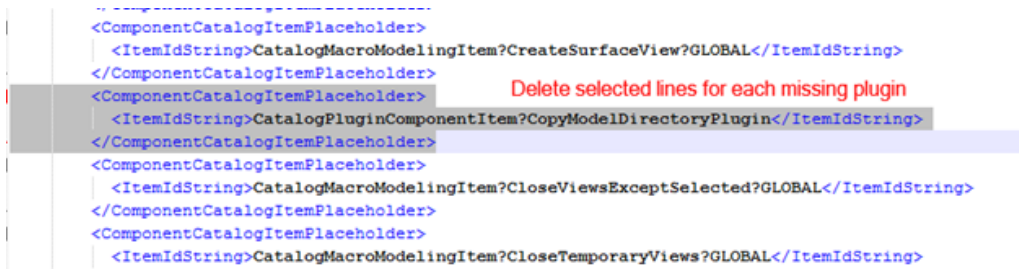 <ComponentCatalogItemPlaceholder>
<ItemIdString>CatalogMacroModelingItem?CreateSurfaceView?GLOBAL</ItemIdString>
</ComponentCatalogItemPlaceholder>
<ComponentCatalogItemPlaceholder> Delete selected lines for each missing plugin
<ItemIdString>CatalogPluginComponentItem?CopyModelDirectoryPlugin</ItemIdString>
</ComponentCatalogItemPlaceholder>
<ComponentCatalogItemPlaceholder>
<ItemIdString>CatalogMacroModelingItem?CloseViewsExceptSelected?GLOBAL</ItemIdString>
</ComponentCatalogItemPlaceholder>
<ComponentCatalogItemPlaceholder>
<ItemIdString>CatalogMacroModelingItem?CloseTemporaryViews?GLOBAL</ItemIdString>